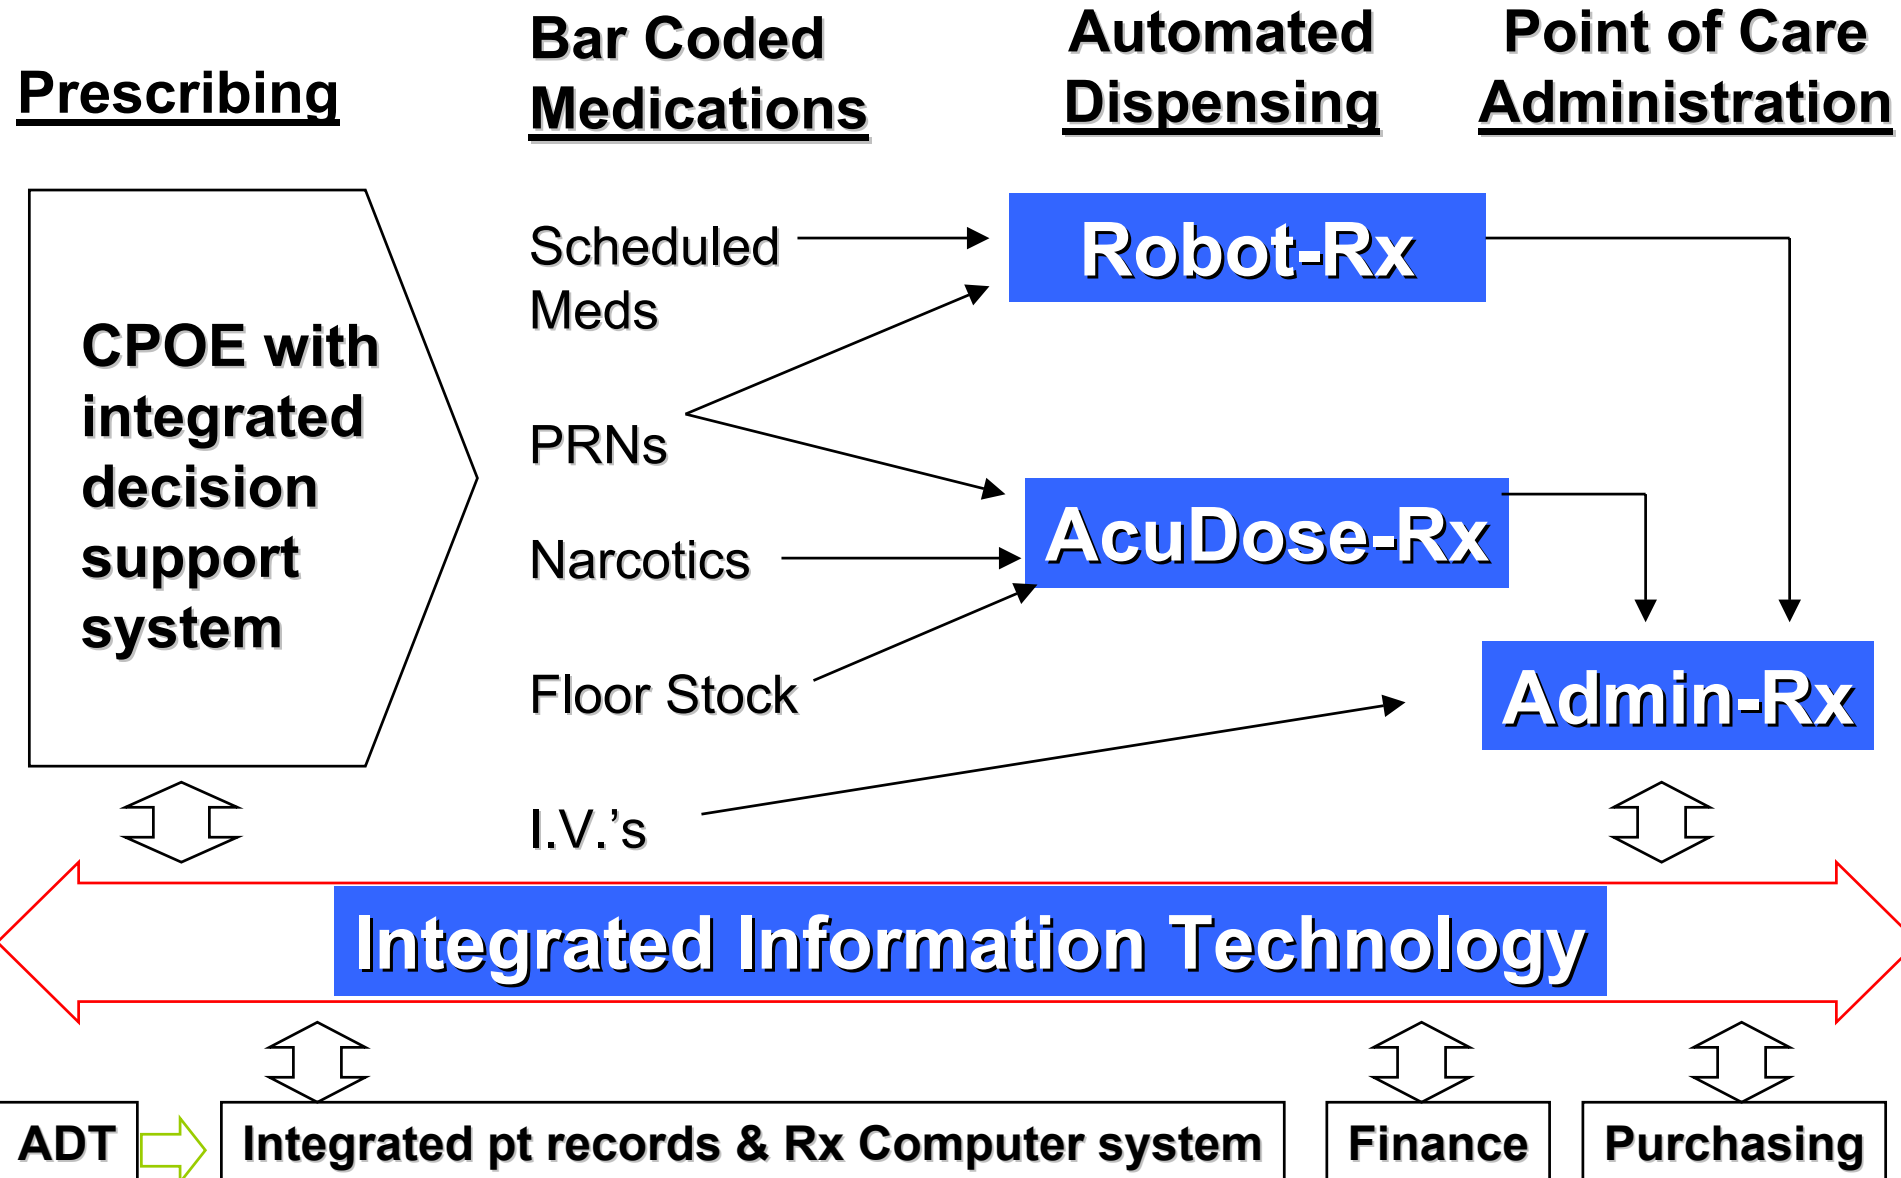 Prescribing
Bar Coded
Medications
Automated
Dispensing
Point of Care
Administration
CPOE with
integrated
decision
support
system
Scheduled
Meds
PRNs
Narcotics
Floor Stock
I.V.’s
Robot-Rx
AcuDose-Rx
Admin-Rx
Integrated Information Technology
ADT
Integrated pt records & Rx Computer system
Finance
Purchasing